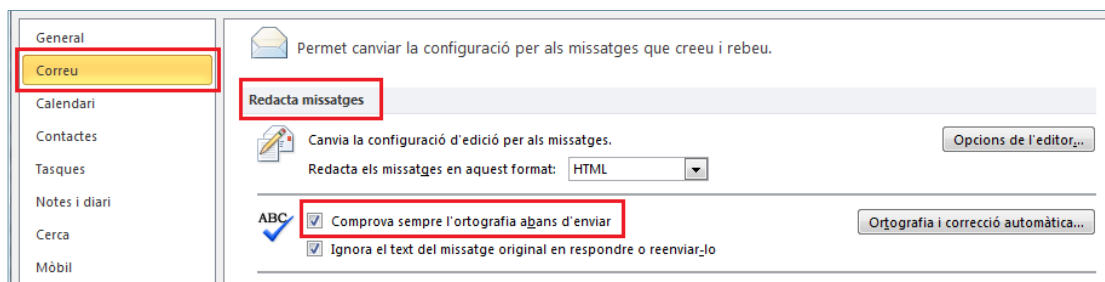 General
Correu
Calendari
Contactes
Tasques
Notes i diari
Cerca
Mòbil
Permet canviar la configuració per als missatges que creeu i rebeu.
Redacta missatges
Canvia la configuració d'edició per als missatges.
Opcions de l'editor...
Redacta els missatges en aquest format: HTML
ABC
Comprova sempre l'ortografia abans d'enviar
Ortografia i correcció automàtica...
Ignora el text del missatge original en respondre o reenviar-lo